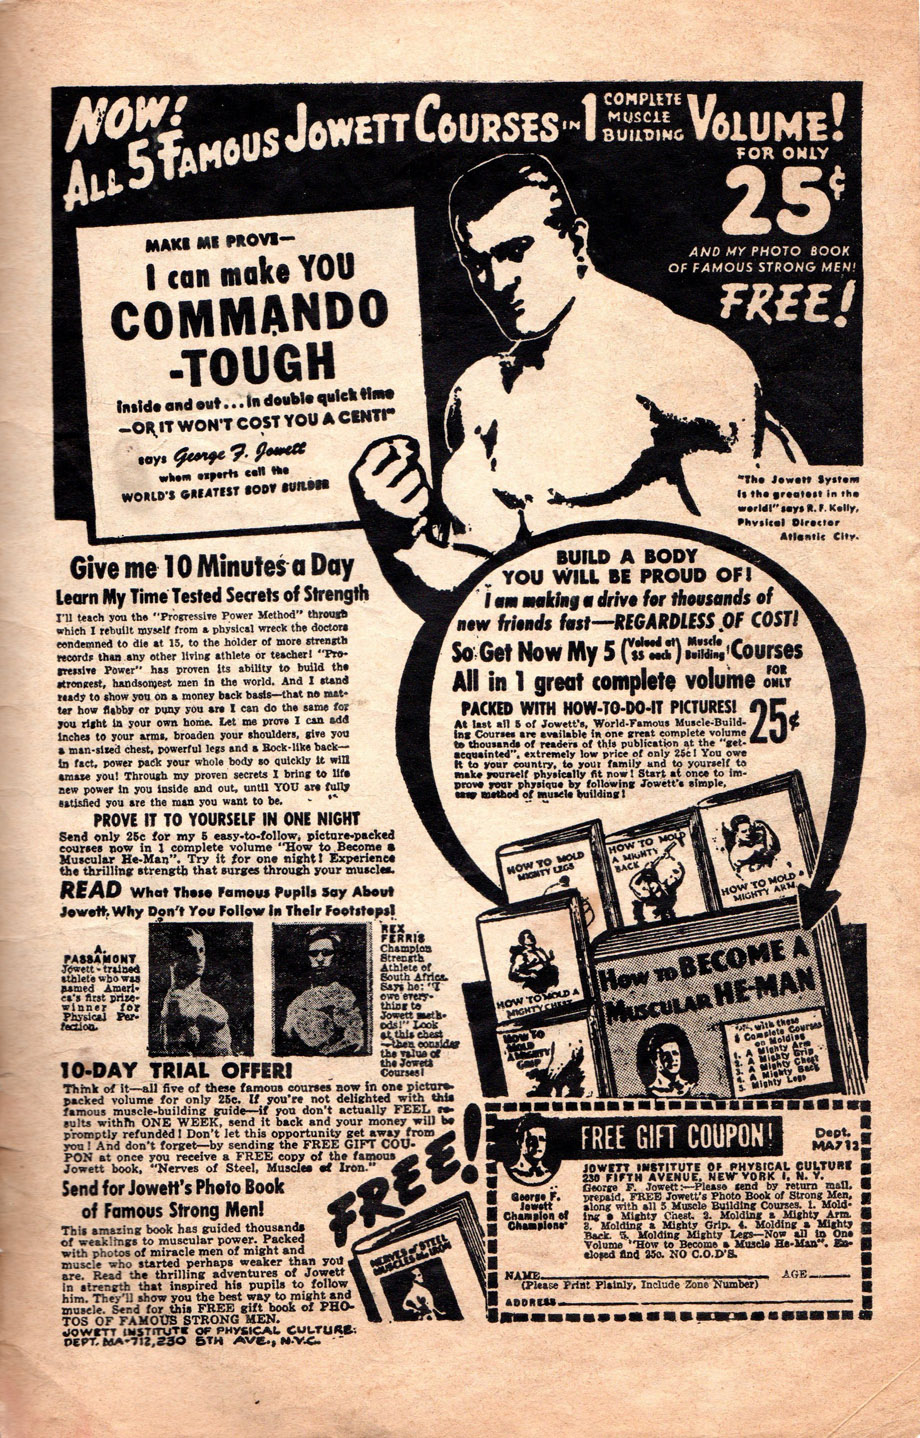 NOW!
ALL 5 FAMOUS JOWETT COURSES IN 1 COMPLETE MUSCLE BUILDING VOLUME!
FOR ONLY
25¢
AND MY PHOTO BOOK
OF FAMOUS STRONG MEN!
FREE!
MAKE ME PROVE—
I can make YOU
COMMANDO
-TOUGH
inside and out...in double quick time
—OR IT WON'T COST YOU A CENT!"
says George F. Jowett
whom experts call the
WORLD'S GREATEST BODY BUILDER
"The Jowett System
is the greatest in the
world!" says R. F. Kelly,
Physical Director
Atlantic City.
Give me 10 Minutes a Day
Learn My Time Tested Secrets of Strength
I'll teach you the "Progressive Power Method" through
which I rebuilt myself from a physical wreck the doctors
condemned to die at 15, to the holder of more strength
records than any other living athlete or teacher! "Pro-
gressive Power" has proven its ability to build the
strongest, handsomest men in the world. And I stand
ready to show you on a money back basis—that no mat-
ter how flabby or puny you are I can do the same for
you right in your own home. Let me prove I can add
inches to your arms, broaden your shoulders, give you
a man-sized chest, powerful legs and a Rock-like back—
in fact, power pack your whole body so quickly it will
amaze you! Through my proven secrets I bring to life
new power in you inside and out, until YOU are fully
satisfied you are the man you want to be.
PROVE IT TO YOURSELF IN ONE NIGHT
Send only 25c for my 5 easy-to-follow, picture-packed
courses now in 1 complete volume "How to Become a
Muscular He-Man". Try it for one night! Experience
the thrilling strength that surges through your muscles.
READ What These Famous Pupils Say About
Jowett. Why Don't You Follow in Their Footsteps!
A.
PASSAMONT
Jowett-trained
athlete who was
named Ameri-
ca's first prize-
winner for
Physical Per-
fection.
REX
FERRIS
Champion
Strength
Athlete of
South Africa.
Says he: "I
owe every-
thing to
Jowett meth-
ods!" Look
at this chest
—then consider
the value of
the Jowett
Courses!
10-DAY TRIAL OFFER!
Think of it—all five of these famous courses now in one picture-
packed volume for only 25c. If you're not delighted with this
famous muscle-building guide—if you don't actually FEEL re-
sults within ONE WEEK, send it back and your money will be
promptly refunded! Don't let this opportunity get away from
you! And don't forget—by sending the FREE GIFT COU-
PON at once you receive a FREE copy of the famous
Jowett book, "Nerves of Steel, Muscles of Iron."
Send for Jowett's Photo Book
of Famous Strong Men!
This amazing book has guided thousands
of weaklings to muscular power. Packed
with photos of miracle men of might and
muscle who started perhaps weaker than you
are. Read the thrilling adventures of Jowett
in strength that inspired his pupils to follow
him. They'll show you the best way to might and
muscle. Send for this FREE gift book of PHO-
TOS OF FAMOUS STRONG MEN.
JOWETT INSTITUTE OF PHYSICAL CULTURE:
DEPT. MA-712, 230 5TH AVE., N.Y.C.
FREE!
NERVES OF STEEL
MUSCLES OF IRON
BUILD A BODY
YOU WILL BE PROUD OF!
I am making a drive for thousands of
new friends fast—REGARDLESS OF COST!
So Get Now My 5 (Valued at $5 each) Muscle Building Courses
All in 1 great complete volume FOR ONLY
PACKED WITH HOW-TO-DO-IT PICTURES! 25¢
At last all 5 of Jowett's, World-Famous Muscle-Build-
ing Courses are available in one great complete volume
to thousands of readers of this publication at the "get-
acquainted", extremely low price of only 25c! You owe
it to your country, to your family and to yourself to
make yourself physically fit now! Start at once to im-
prove your physique by following Jowett's simple,
easy method of muscle building!
HOW TO MOLD
MIGHTY LEGS
HOW TO MOLD
A MIGHTY
BACK
HOW TO MOLD A
MIGHTY ARM
HOW TO MOLD A
MIGHTY CHEST
HOW TO
MOLD
A MIGHTY
GRIP
HOW TO BECOME A
MUSCULAR HE-MAN
with these
5 Complete Courses
on Molding
1. A Mighty Arm
2. A Mighty Grip
3. A Mighty Chest
4. A Mighty Back
5. Mighty Legs
FREE GIFT COUPON!
Dept.
MA712
George F.
Jowett
Champion of
Champions
JOWETT INSTITUTE OF PHYSICAL CULTURE
230 FIFTH AVENUE, NEW YORK 1, N. Y.
George F. Jowett:—Please send by return mail,
prepaid, FREE Jowett's Photo Book of Strong Men,
along with all 5 Muscle Building Courses. 1. Mold-
ing a Mighty Chest. 2. Molding a Mighty Arm.
3. Molding a Mighty Grip. 4. Molding a Mighty
Back. 5. Molding Mighty Legs—Now all in One
Volume "How to Become a Muscle He-Man". En-
closed find 25c. NO C.O.D'S.
NAME AGE
(Please Print Plainly, Include Zone Number)
ADDRESS